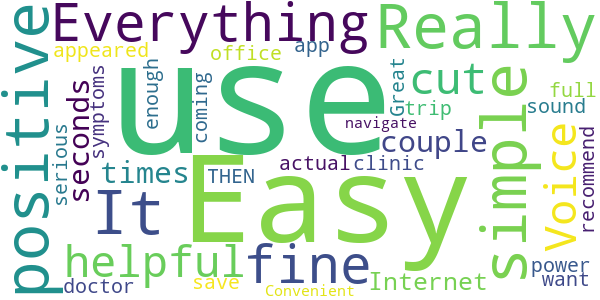 positive
Everything
Really
appeared
office
app
use
cut
simple
seconds
symptoms
enough
coming
Great
trip
full
sound
navigate
serious
times
THEN
actual
clinic
couple
Voice
recommend
It
Easy
helpful
fine
Internet
power
want
doctor
save
Convenient